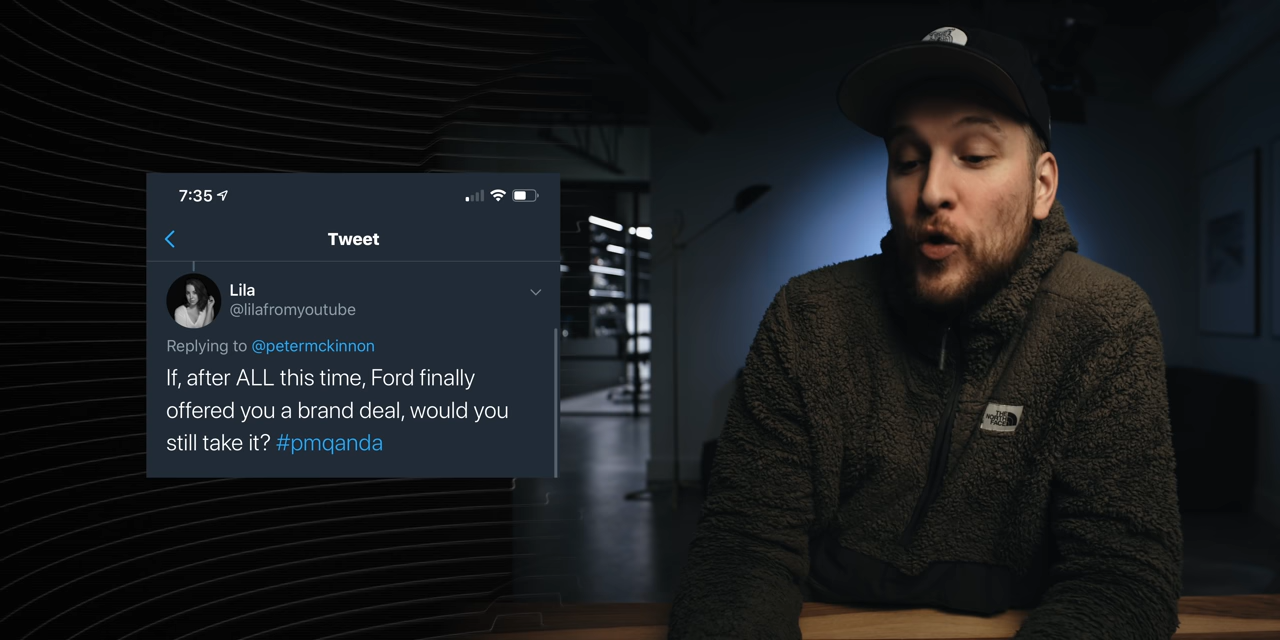 7:35
Tweet
Lila
@lilafromyoutube
Replying to @petermckinnon
If, after ALL this time, Ford finally
offered you a brand deal, would you
still take it? #pmqanda
THE
NORTH
FACE